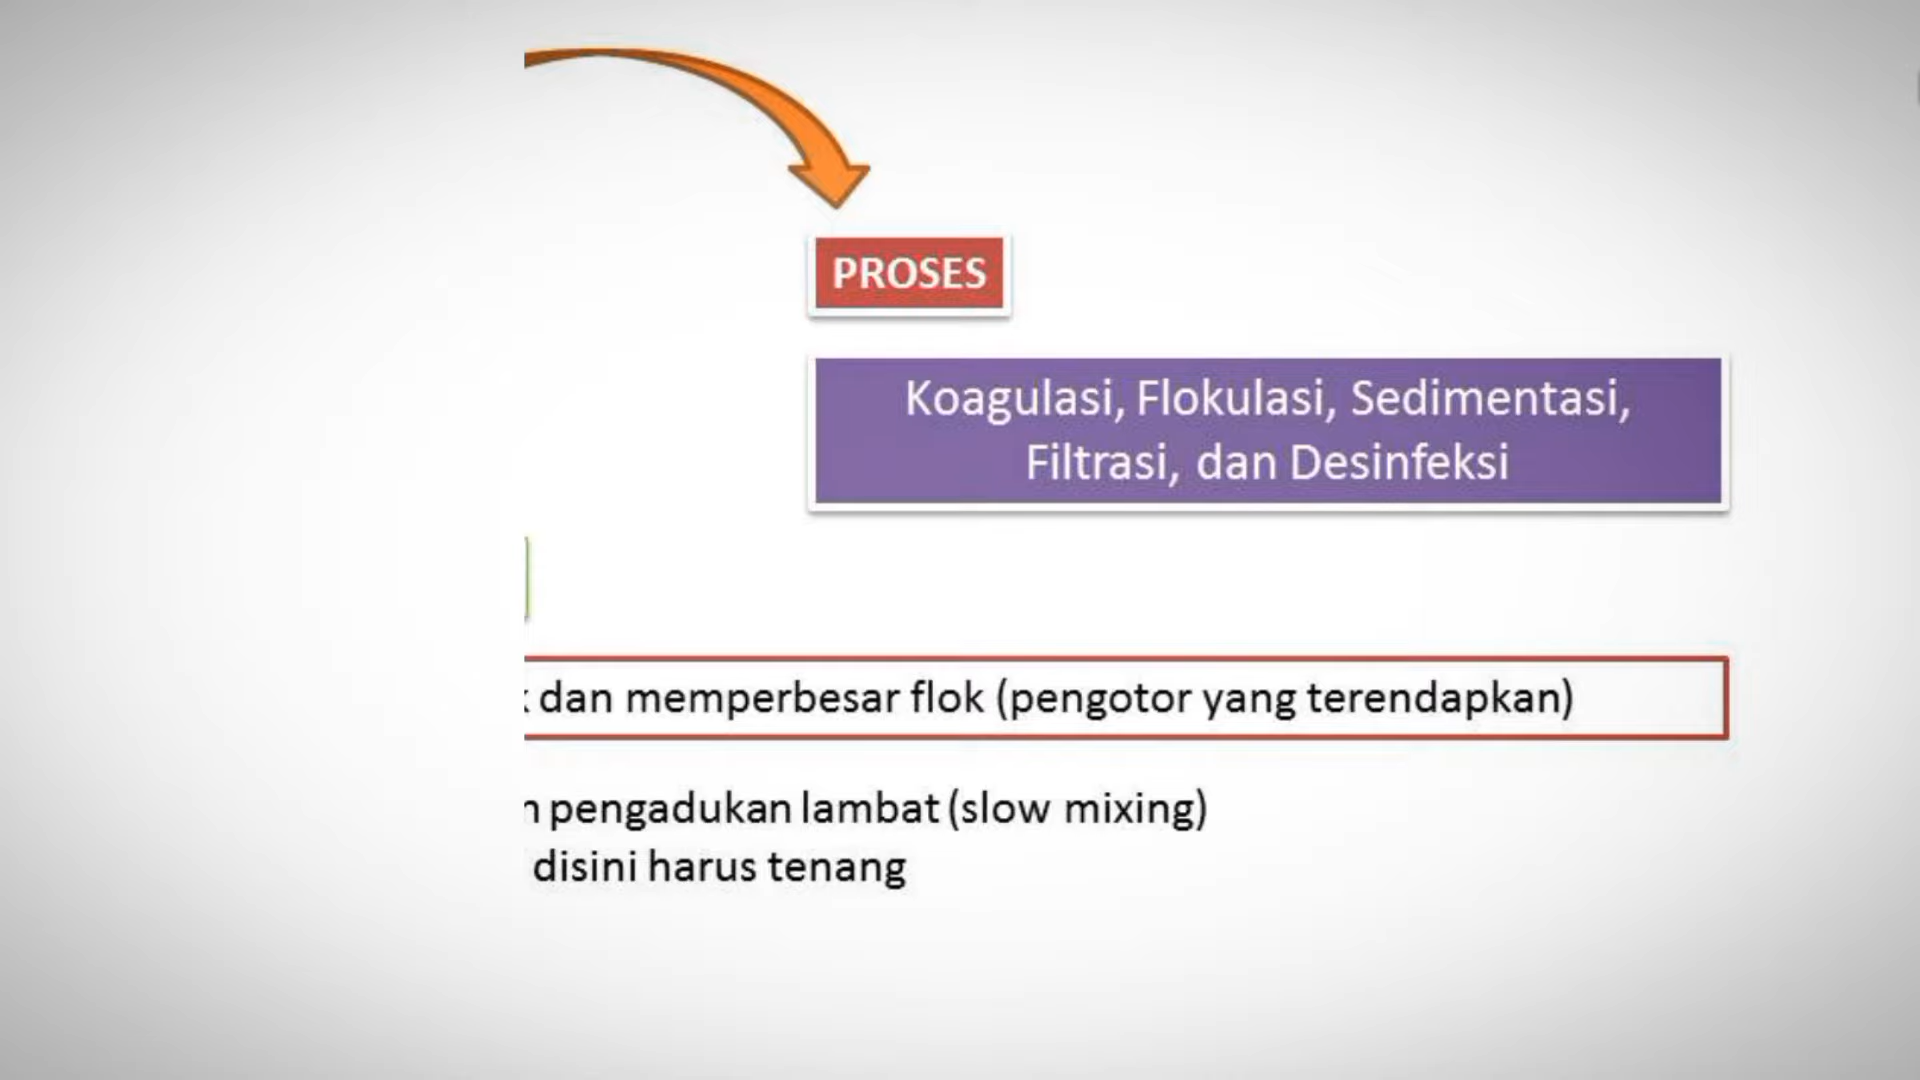 PROSES
Koagulasi, Flokulasi, Sedimentasi,
Filtrasi, dan Desinfeksi
dan memperbesar flok (pengotor yang terendapkan)
pengadukan lambat (slow mixing)
disini harus tenang